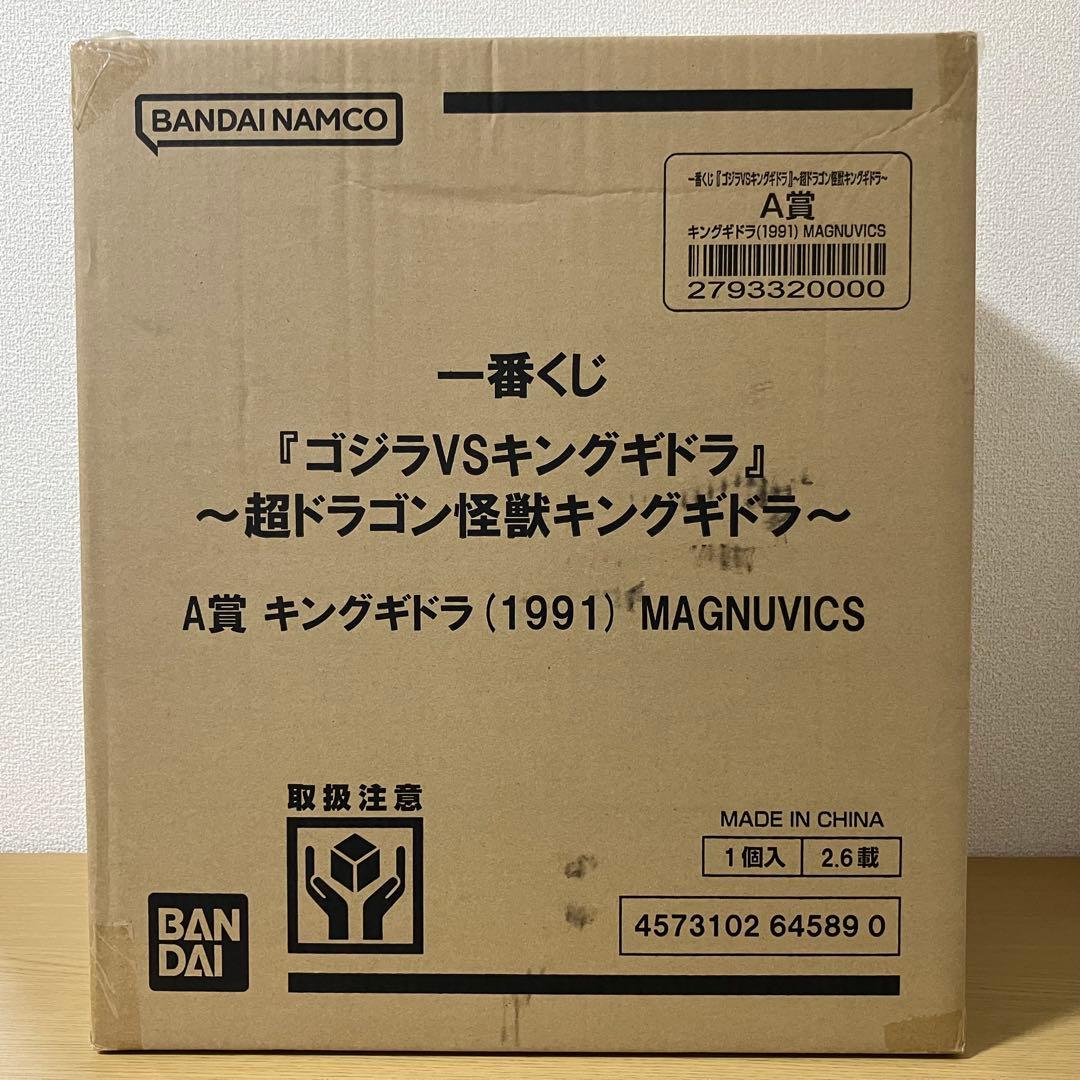 BANDAI NAMCO
一番くじ『ゴジラVSキングギドラ』~超ドラゴン怪獣キングギドラ~
A賞
キングギドラ(1991) MAGNUVICS
2793320000
一番くじ
『ゴジラVSキングギドラ』
～超ドラゴン怪獣キングギドラ～
A賞 キングギドラ(1991) MAGNUVICS
取扱注意
MADE IN CHINA
1個入 2.6載
4573102 64589 0
BAN
DAI